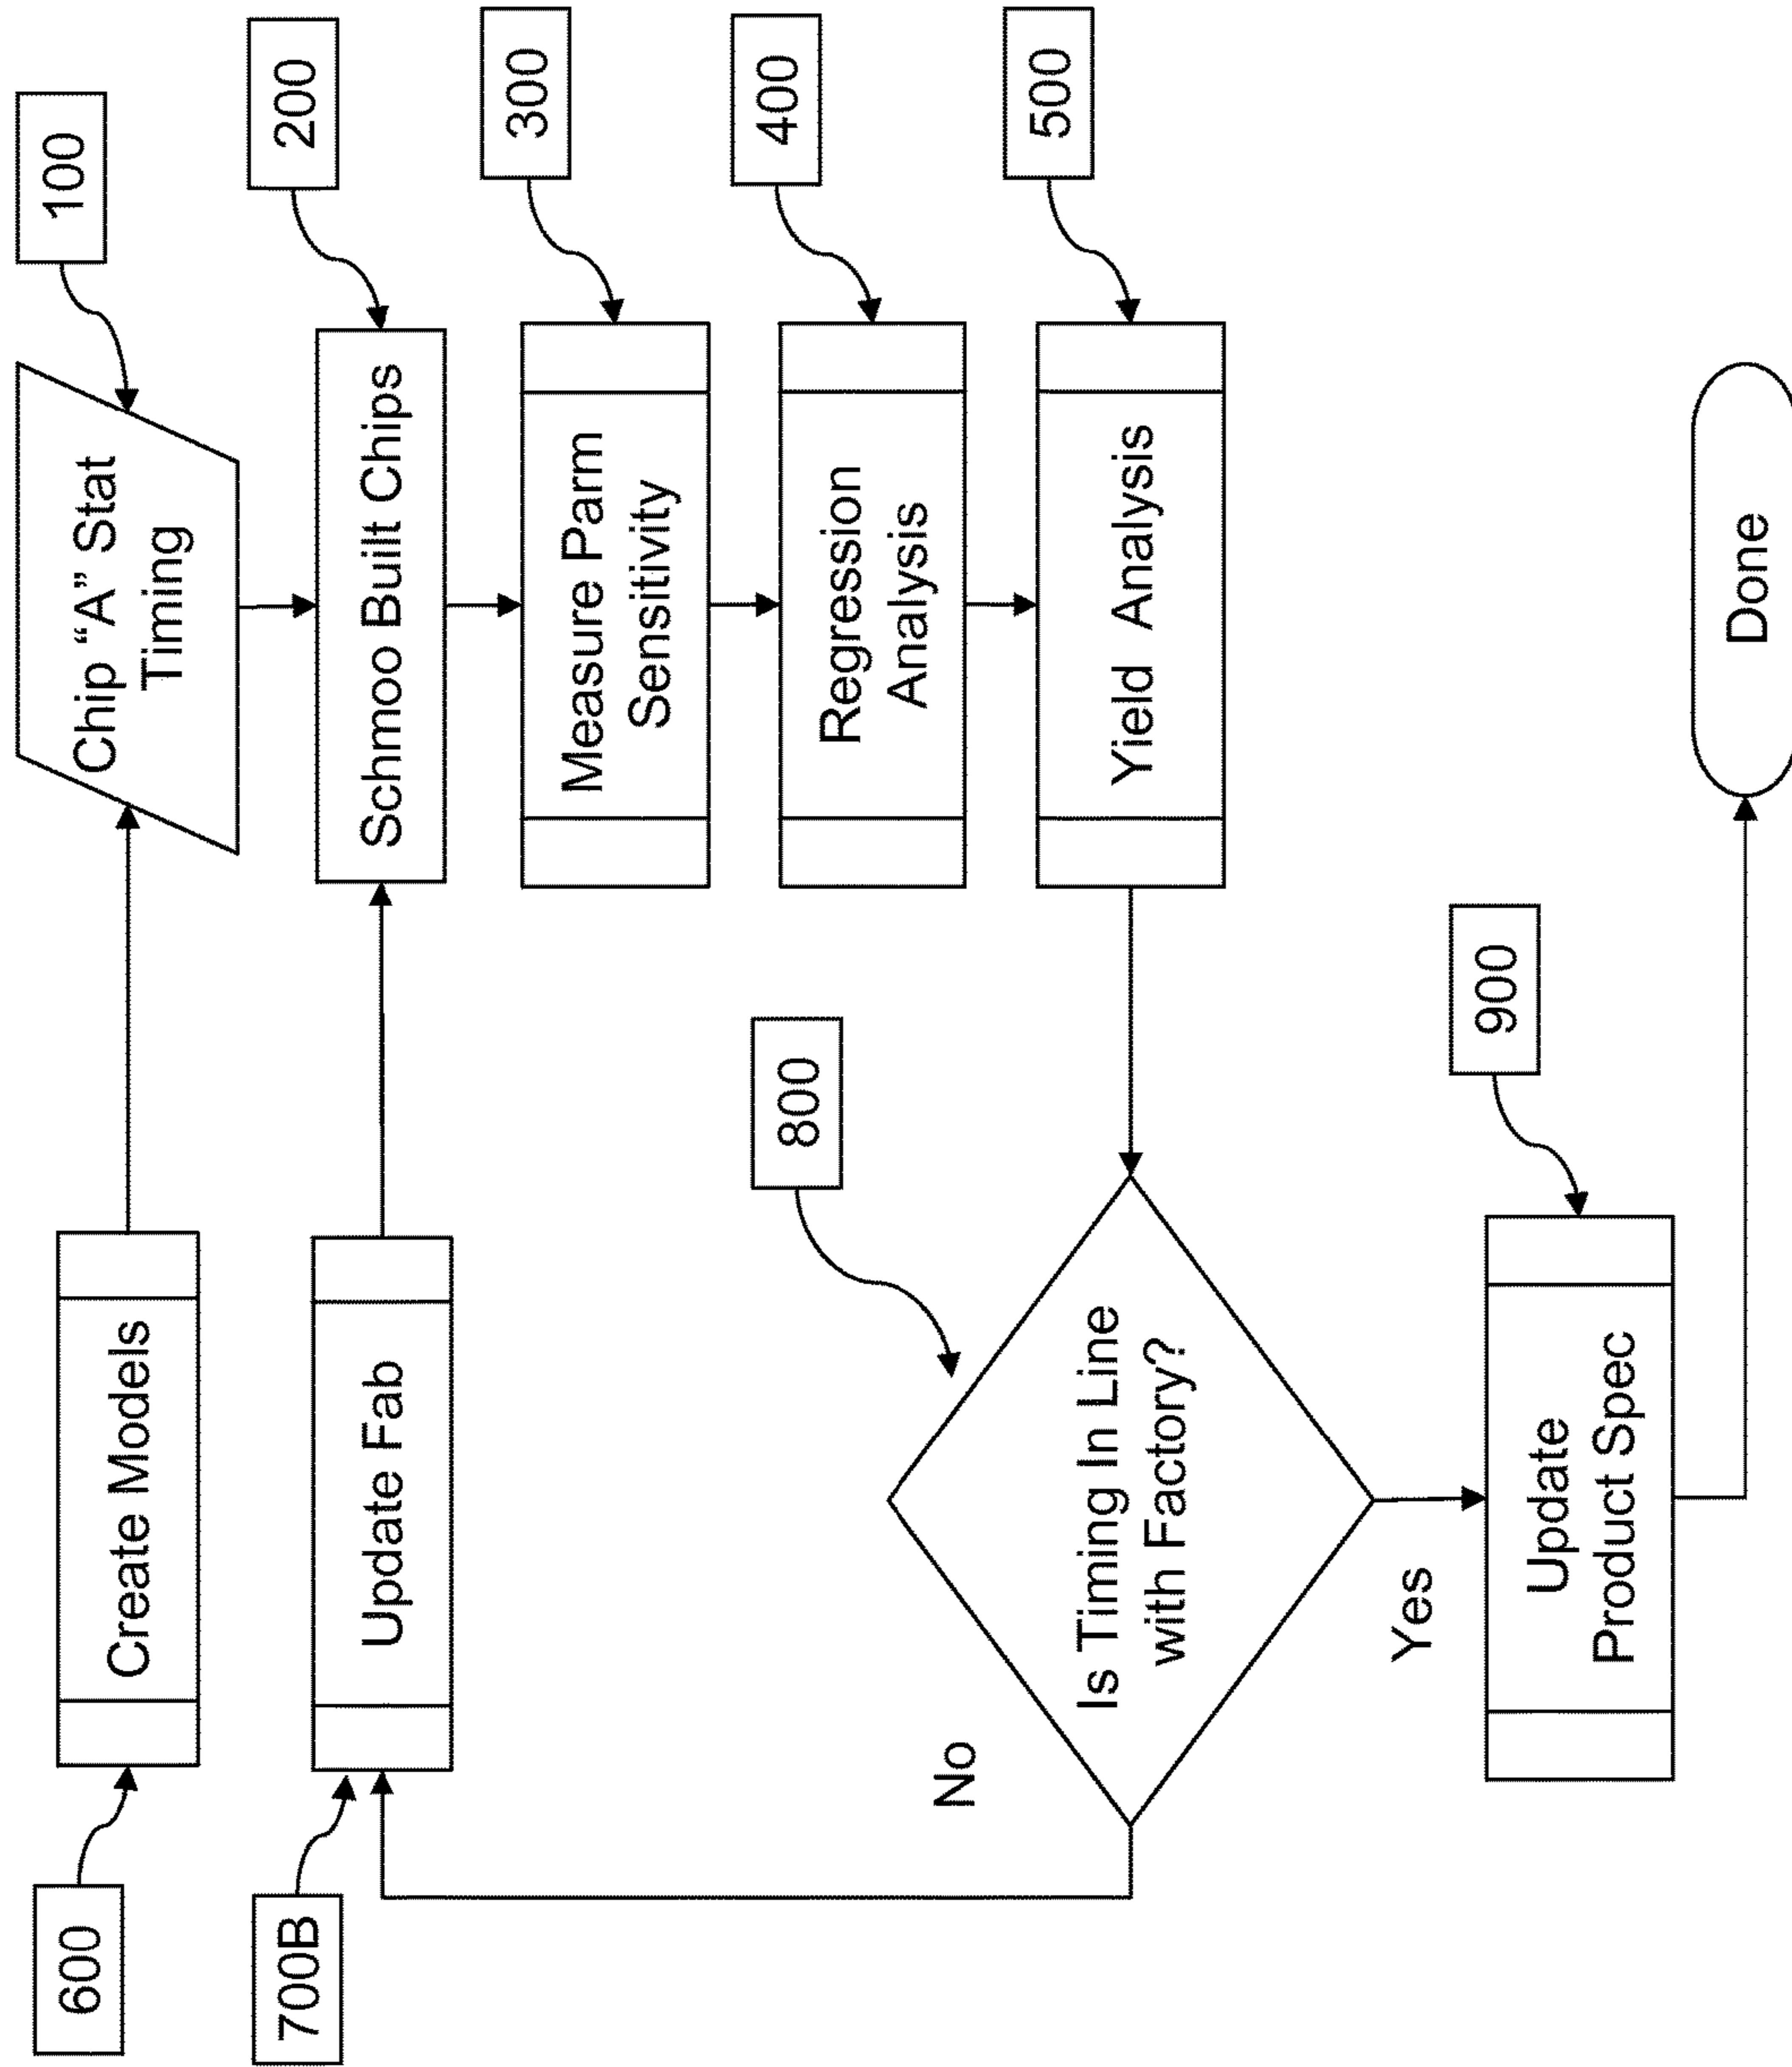 600
Create Models
Chip “A” Stat
Timing
100
700B
Update Fab
Schmoo Built Chips
200
Measure Parm
Sensitivity
300
Regression
Analysis
400
Yield Analysis
500
No
Is Timing In Line
with Factory?
800
Yes
Update
Product Spec
900
Done